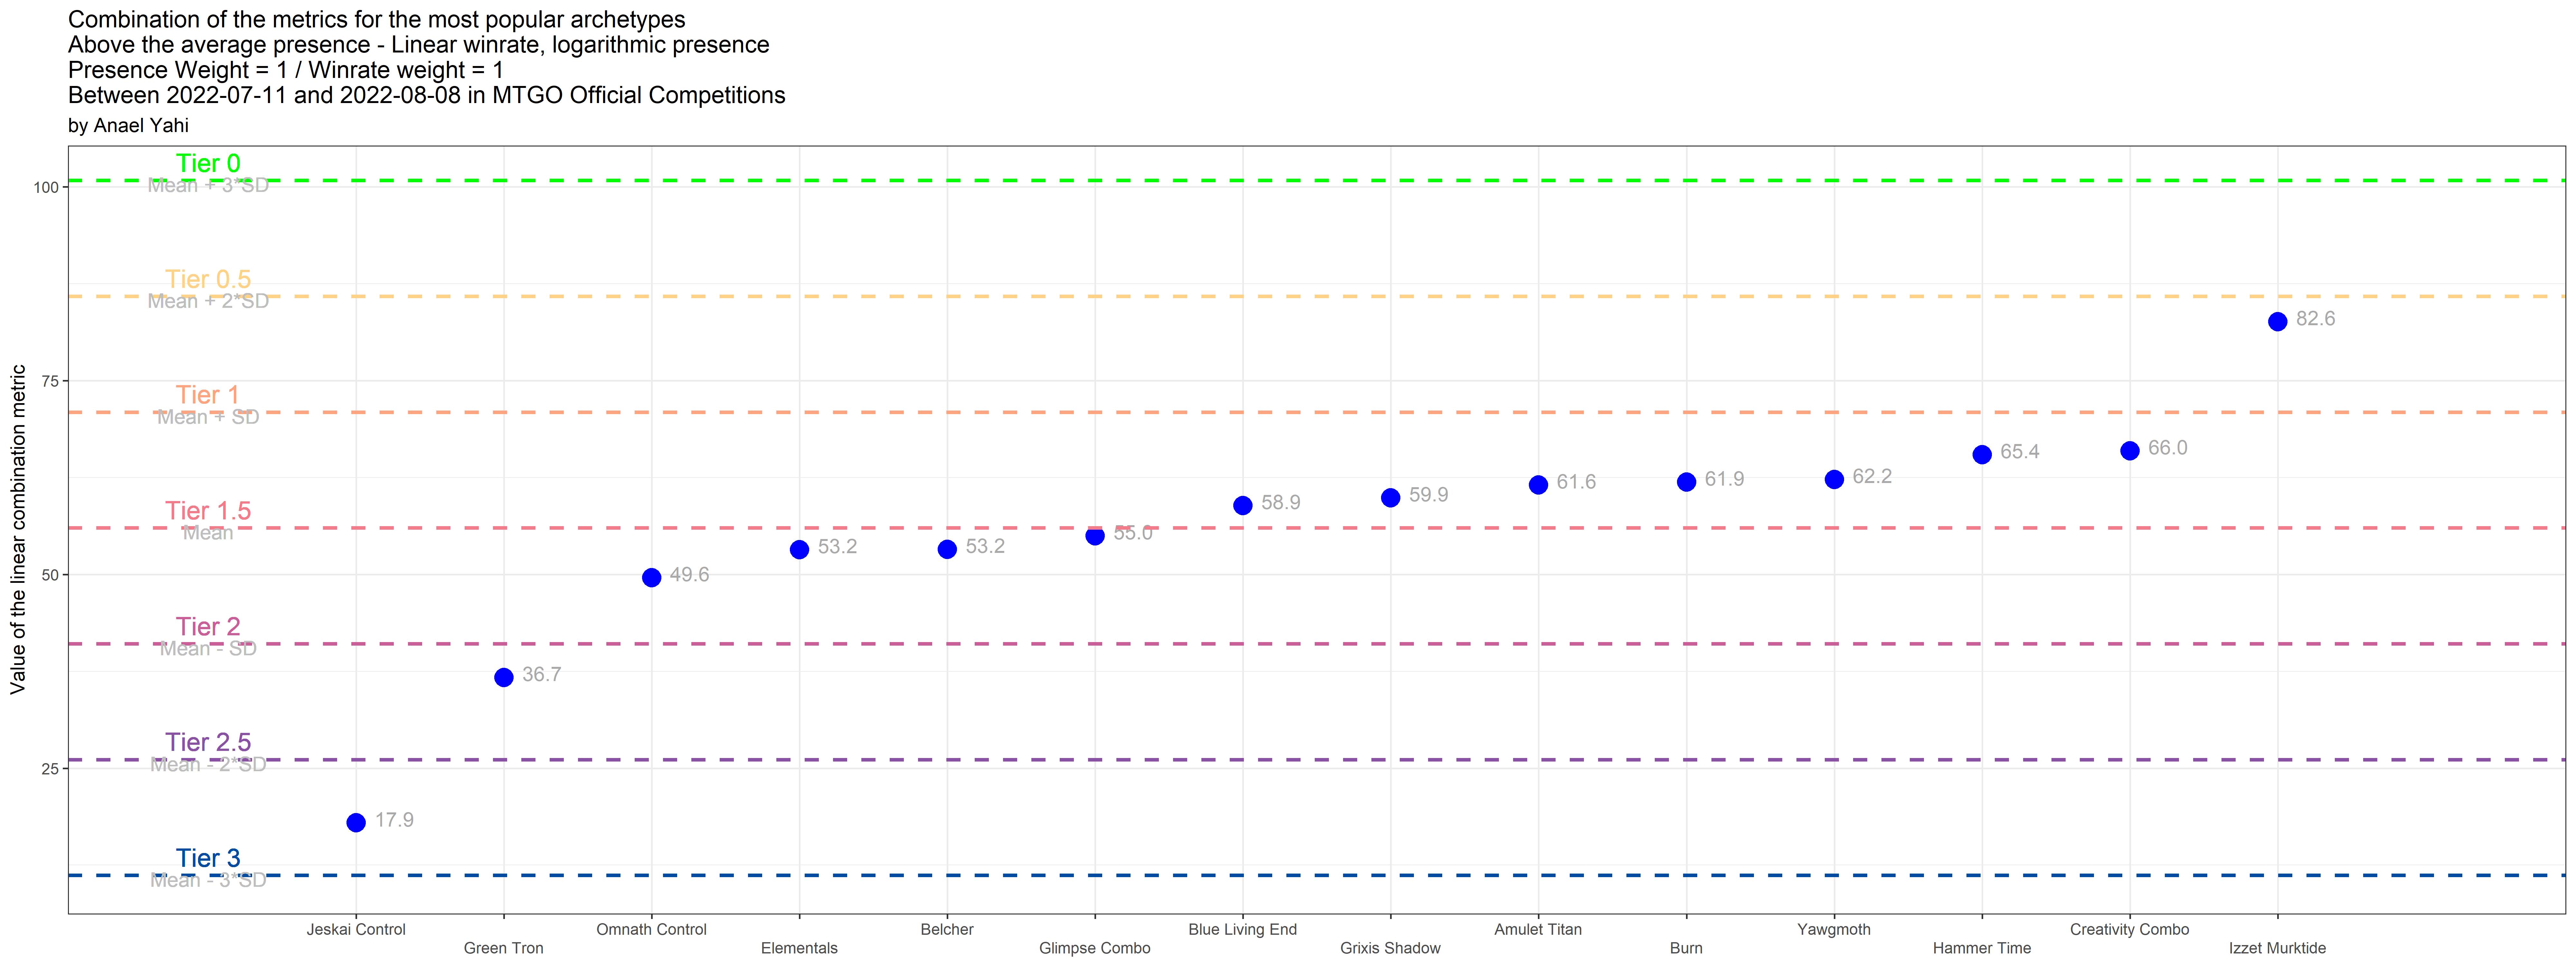 Combination of the metrics for the most popular archetypes
Above the average presence - Linear winrate, logarithmic presence
Presence Weight = 1 / Winrate weight = 1
Between 2022-07-11 and 2022-08-08 in MTGO Official Competitions
by Anael Yahi
Value of the linear combination metric
100
75
50
25
Tier 0
Mean + 3*SD
Tier 0.5
Mean + 2*SD
Tier 1
Mean + SD
Tier 1.5
Mean
Tier 2
Mean - SD
Tier 2.5
Mean - 2*SD
Tier 3
Mean - 3*SD
17.9
36.7
49.6
53.2
53.2
55.0
58.9
59.9
61.6
61.9
62.2
65.4
66.0
82.6
Jeskai Control
Green Tron
Omnath Control
Elementals
Belcher
Glimpse Combo
Blue Living End
Grixis Shadow
Amulet Titan
Burn
Yawgmoth
Hammer Time
Creativity Combo
Izzet Murktide